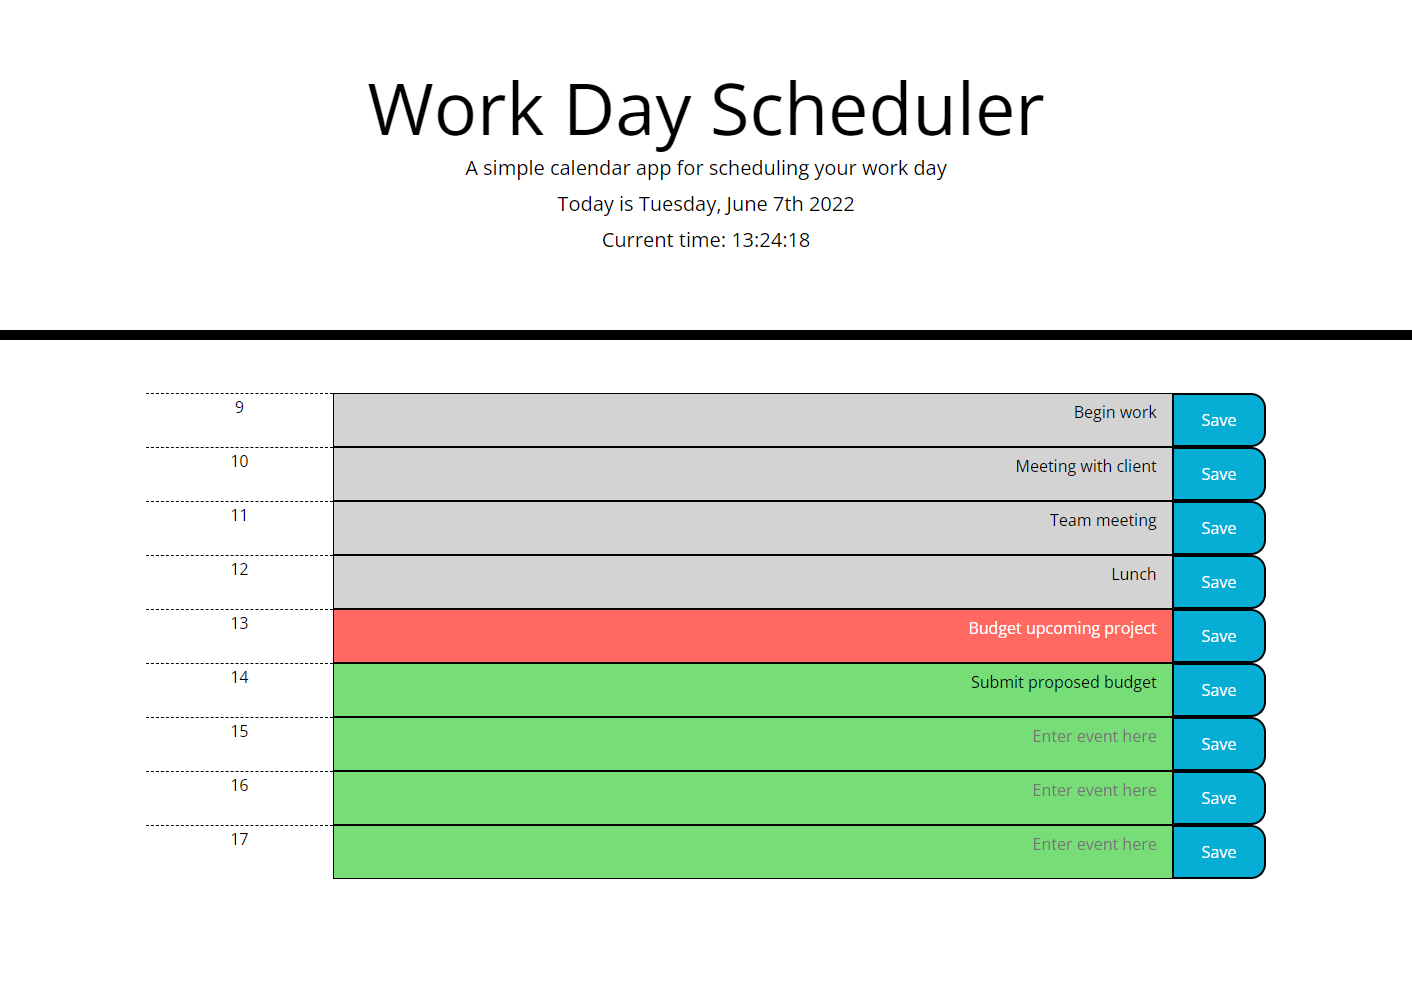 Work Day Scheduler
A simple calendar app for scheduling your work day
Today is Tuesday, June 7th 2022
Current time: 13:24:18
9 Begin work Save
10 Meeting with client Save
11 Team meeting Save
12 Lunch Save
13 Budget upcoming project Save
14 Submit proposed budget Save
15 Enter event here Save
16 Enter event here Save
17 Enter event here Save